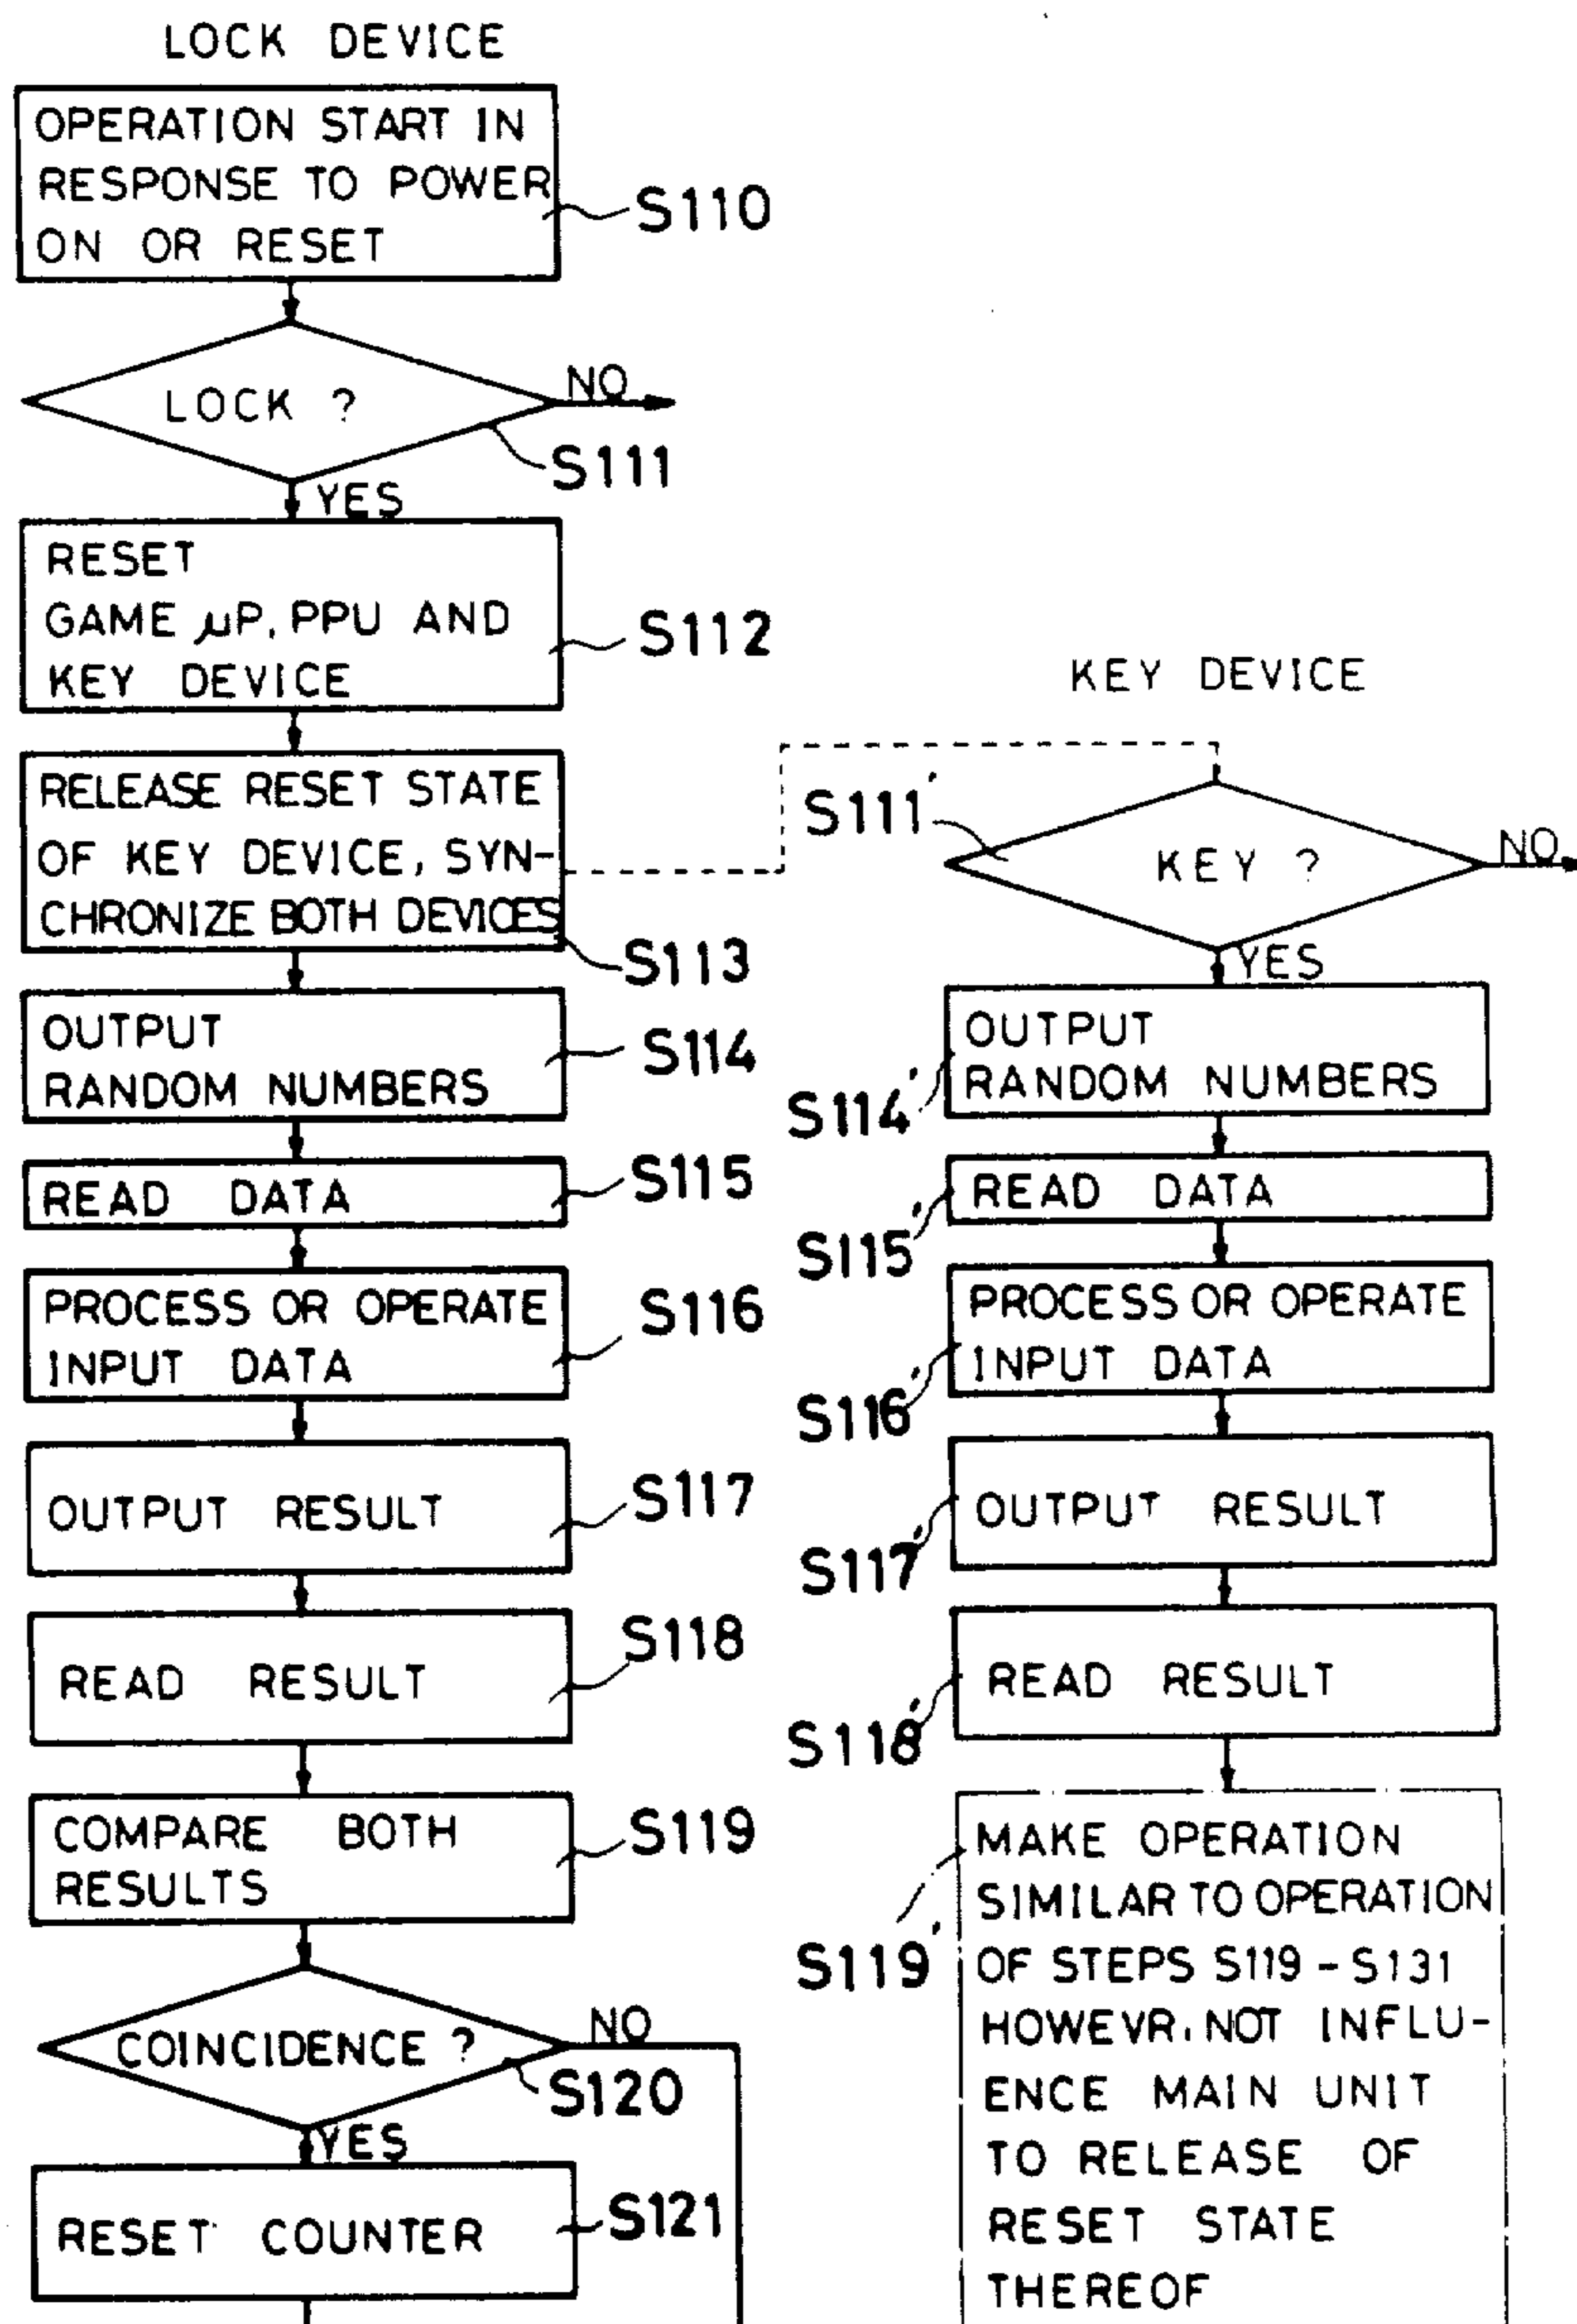 LOCK DEVICE
OPERATION START IN
RESPONSE TO POWER
ON OR RESET
S110
LOCK ?
NO
S111
YES
RESET
GAME µP, PPU AND
KEY DEVICE
S112
RELEASE RESET STATE
OF KEY DEVICE, SYN-
CHRONIZE BOTH DEVICES
S113
OUTPUT
RANDOM NUMBERS
S114
READ DATA
S115
PROCESS OR OPERATE
INPUT DATA
S116
OUTPUT RESULT
S117
READ RESULT
S118
COMPARE BOTH
RESULTS
S119
COINCIDENCE ?
NO
S120
YES
RESET COUNTER
S121
KEY DEVICE
S111'
KEY ?
NO
YES
OUTPUT
RANDOM NUMBERS
S114'
READ DATA
S115'
PROCESS OR OPERATE
INPUT DATA
S116'
OUTPUT RESULT
S117'
READ RESULT
S118'
MAKE OPERATION
SIMILAR TO OPERATION
OF STEPS S119 - S131
HOWEVR, NOT INFLU-
ENCE MAIN UNIT
TO RELEASE OF
RESET STATE
THEREOF
S119'